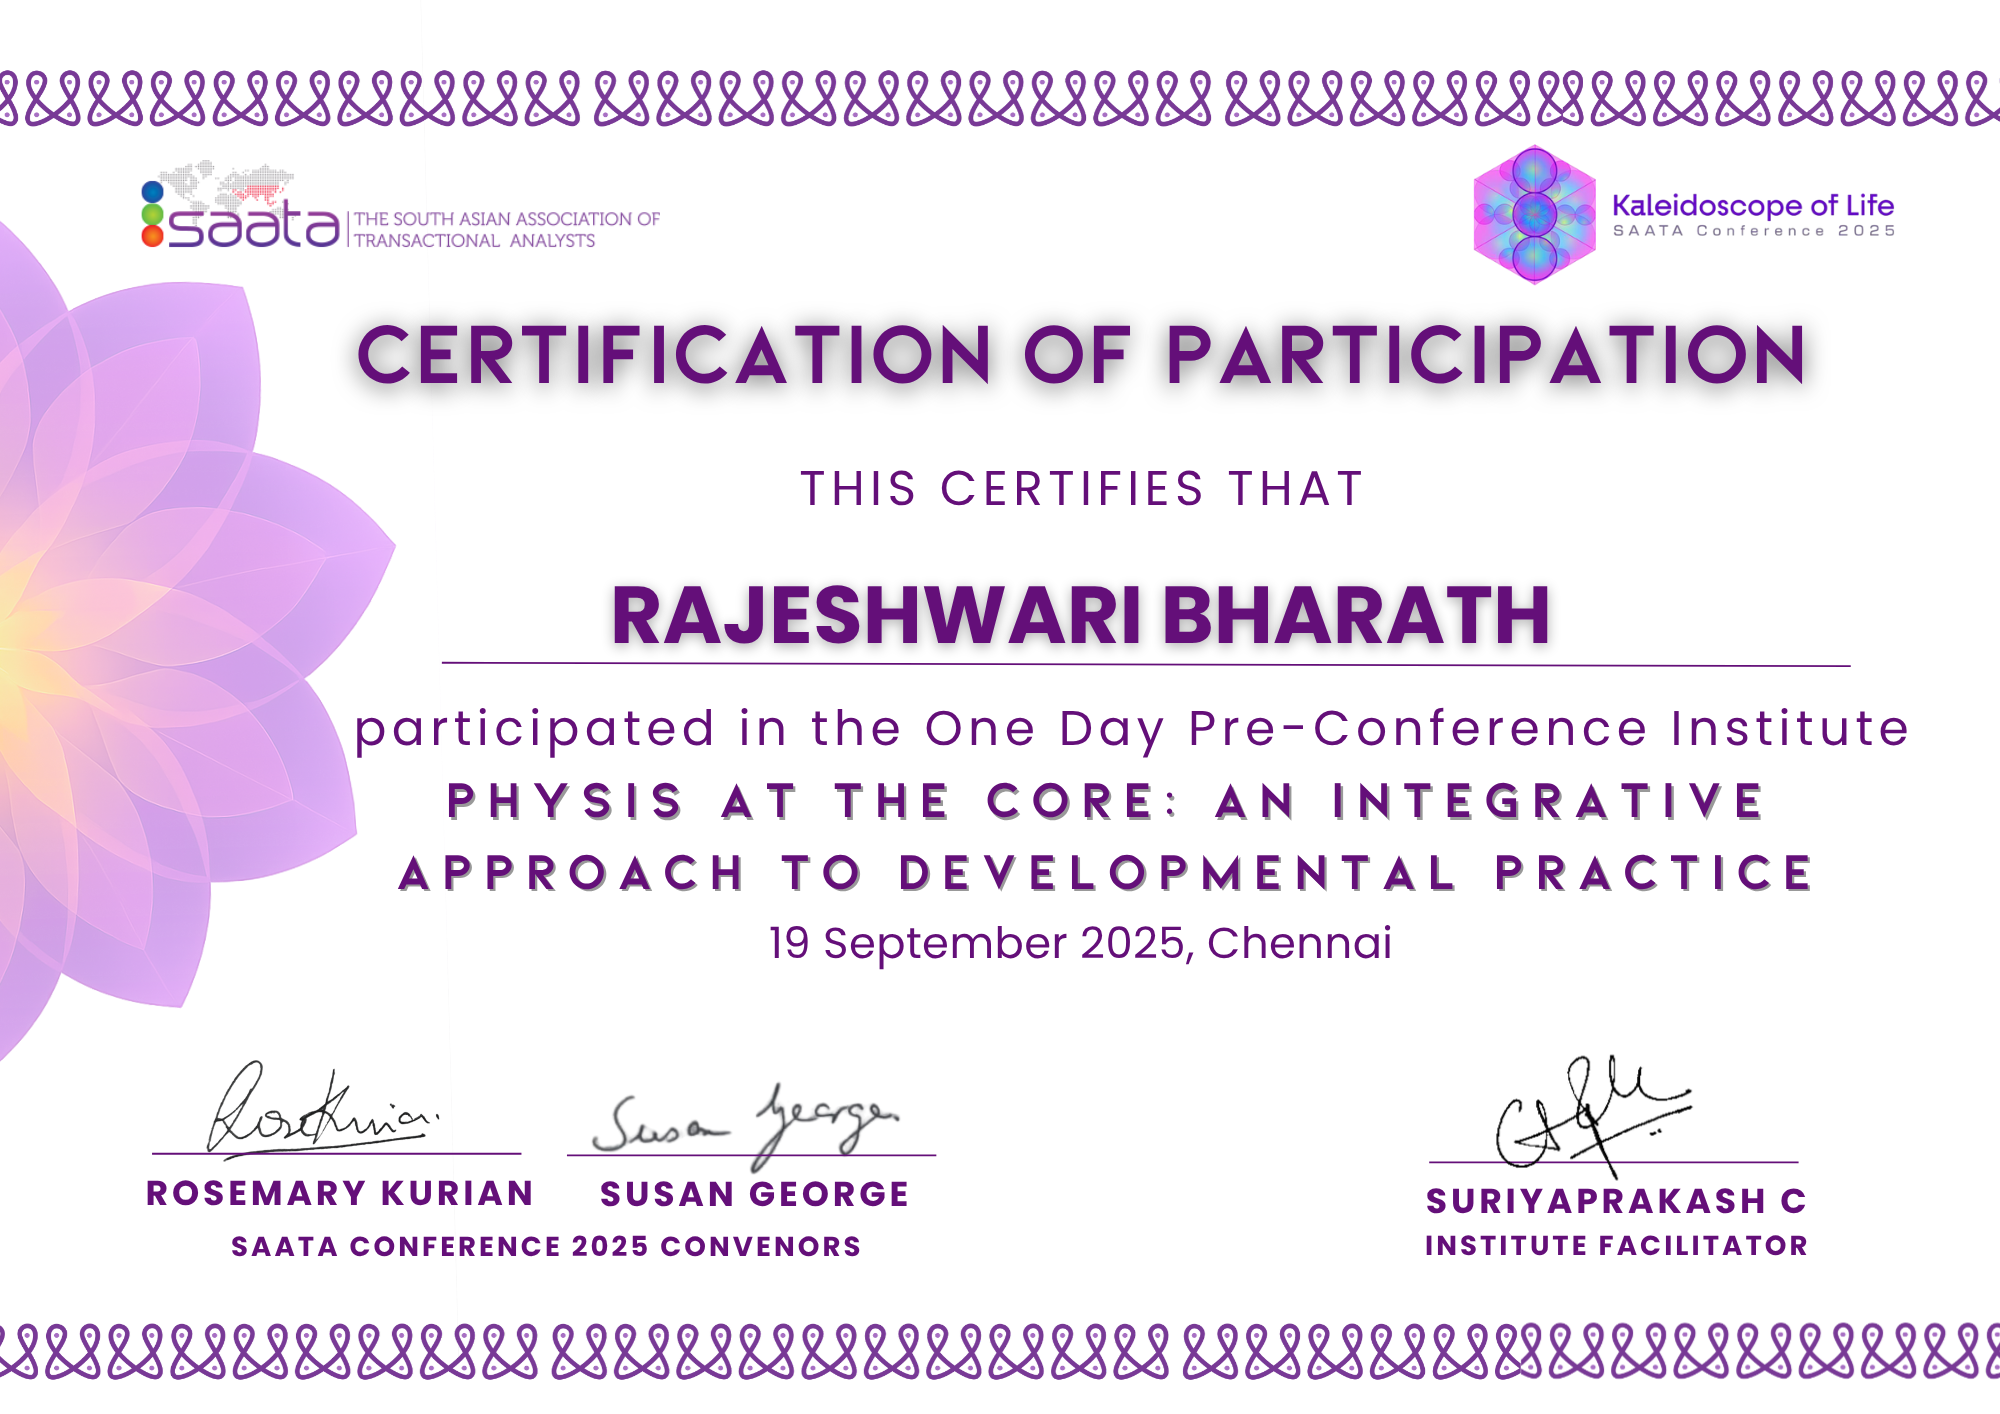 saata
THE SOUTH ASIAN ASSOCIATION OF
TRANSACTIONAL ANALYSTS
Kaleidoscope of Life
SAATA Conference 2025
CERTIFICATION OF PARTICIPATION
THIS CERTIFIES THAT
RAJESHWARI BHARATH
participated in the One Day Pre-Conference Institute
PHYSIS AT THE CORE: AN INTEGRATIVE
APPROACH TO DEVELOPMENTAL PRACTICE
19 September 2025, Chennai
Susan George
ROSEMARY KURIAN
SUSAN GEORGE
SAATA CONFERENCE 2025 CONVENORS
SURIYAPRAKASH C
INSTITUTE FACILITATOR